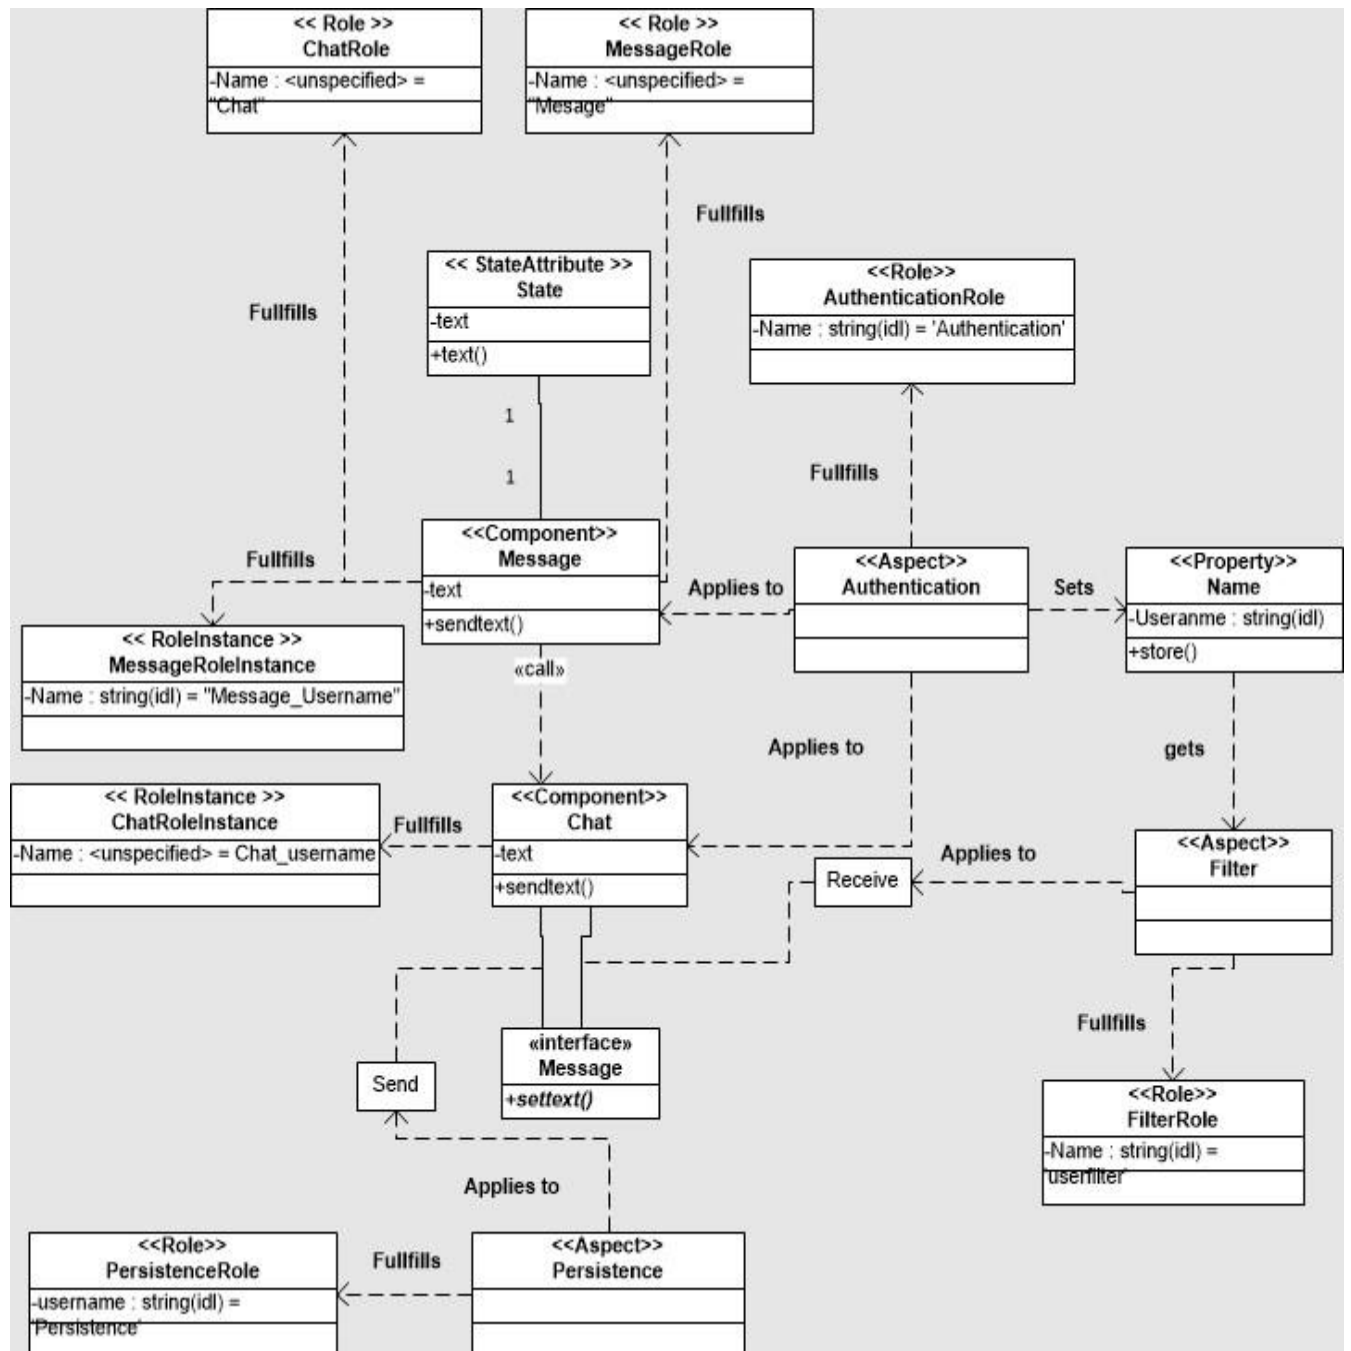 << Role >>
ChatRole
-Name : <unspecified> =
"Chat"
<< Role >>
MessageRole
-Name : <unspecified> =
"Mesage"
Fullfills
<< StateAttribute >>
State
-text
+text()
<<Role>>
AuthenticationRole
-Name : string(idl) = 'Authentication'
Fullfills
1
1
Fullfills
<<Component>>
Message
-text
+sendtext()
Fullfills
Applies to
<<Aspect>>
Authentication
Sets
<<Property>>
Name
-Useranme : string(idl)
+store()
<< RoleInstance >>
MessageRoleInstance
-Name : string(idl) = "Message_Username"
«call»
Applies to
gets
<< RoleInstance >>
ChatRoleInstance
-Name : <unspecified> = Chat_username
Fullfills
<<Component>>
Chat
-text
+sendtext()
Receive
Applies to
<<Aspect>>
Filter
Fullfills
«interface»
Message
+settext()
Send
<<Role>>
FilterRole
-Name : string(idl) =
'userfilter'
Applies to
<<Role>>
PersistenceRole
-username : string(idl) =
'Persistence'
Fullfills
<<Aspect>>
Persistence